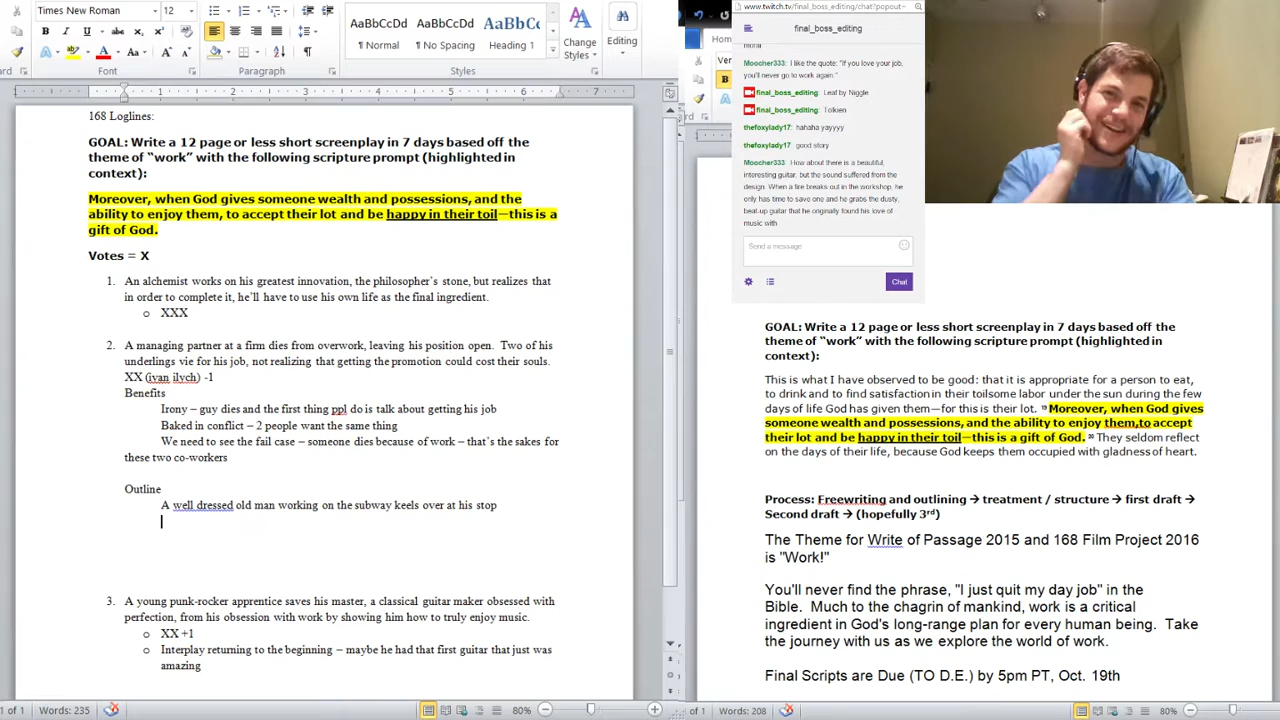 Times New Roman
12
AaBbCcDd
AaBbCcDd
AaBbCc
¶ Normal
¶ No Spacing
Heading 1
Change
Styles
Editing
Font
Paragraph
Styles
1 2 3 4 5 6 7
168 Loglines:
GOAL: Write a 12 page or less short screenplay in 7 days based off the
theme of “work” with the following scripture prompt (highlighted in
context):
Moreover, when God gives someone wealth and possessions, and the
ability to enjoy them, to accept their lot and be happy in their toil—this is a
gift of God.
Votes = X
1. An alchemist works on his greatest innovation, the philosopher’s stone, but realizes that
in order to complete it, he’ll have to use his own life as the final ingredient.
o XXX
2. A managing partner at a firm dies from overwork, leaving his position open. Two of his
underlings vie for his job, not realizing that getting the promotion could cost their souls.
XX (ivan ilych) -1
Benefits
Irony – guy dies and the first thing ppl do is talk about getting his job
Baked in conflict – 2 people want the same thing
We need to see the fail case – someone dies because of work – that’s the sakes for
these two co-workers
Outline
A well dressed old man working on the subway keels over at his stop
3. A young punk-rocker apprentice saves his master, a classical guitar maker obsessed with
perfection, from his obsession with work by showing him how to truly enjoy music.
o XX +1
o Interplay returning to the beginning – maybe he had that first guitar that just was
amazing
1 of 1
Words: 235
80%
www.twitch.tv/final_boss_editing/chat?popout=
final_boss_editing
Moocher333: I like the quote: "If you love your job,
you'll never go to work again."
final_boss_editing: Leaf by Niggle
final_boss_editing: Tolkien
thefoxylady17: hahaha yayyyy
thefoxylady17: good story
Moocher333: How about there is a beautiful,
interesting guitar, but the sound suffered from the
design. When a fire breaks out in the workshop, he
only has time to save one and he grabs the dusty,
beat-up guitar that he originally found his love of
music with
Send a message
Chat
GOAL: Write a 12 page or less short screenplay in 7 days based off the
theme of “work” with the following scripture prompt (highlighted in
context):
This is what I have observed to be good: that it is appropriate for a person to eat,
to drink and to find satisfaction in their toilsome labor under the sun during the few
days of life God has given them—for this is their lot. 19 Moreover, when God gives
someone wealth and possessions, and the ability to enjoy them,to accept
their lot and be happy in their toil—this is a gift of God. 20 They seldom reflect
on the days of their life, because God keeps them occupied with gladness of heart.
Process: Freewriting and outlining → treatment / structure → first draft →
Second draft → (hopefully 3rd)
The Theme for Write of Passage 2015 and 168 Film Project 2016
is "Work!"
You'll never find the phrase, "I just quit my day job" in the
Bible. Much to the chagrin of mankind, work is a critical
ingredient in God's long-range plan for every human being. Take
the journey with us as we explore the world of work.
Final Scripts are Due (TO D.E.) by 5pm PT, Oct. 19th
of 1
Words: 208
80%